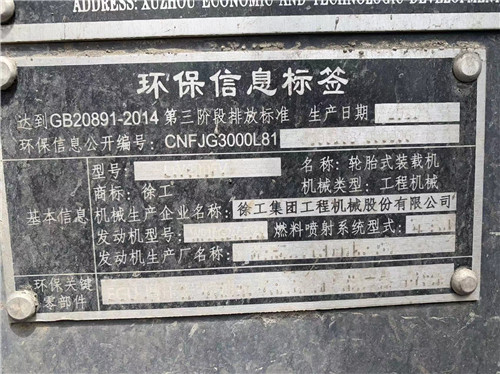 ADDRESS: XUZHOU ECONOMIC AND TECHNOLOGIC DEVELOPMEN
环保信息标签
达到GB20891-2014 第三阶段排放标准 生产日期:
环保信息公开编号: CNFJG3000L81
型号: 名称: 轮胎式装载机
商标: 徐工 机械类型: 工程机械
基本信息 机械生产企业名称: 徐工集团工程机械股份有限公司
发动机型号: 燃料喷射系统型式:
发动机生产厂名称:
环保关键
零部件